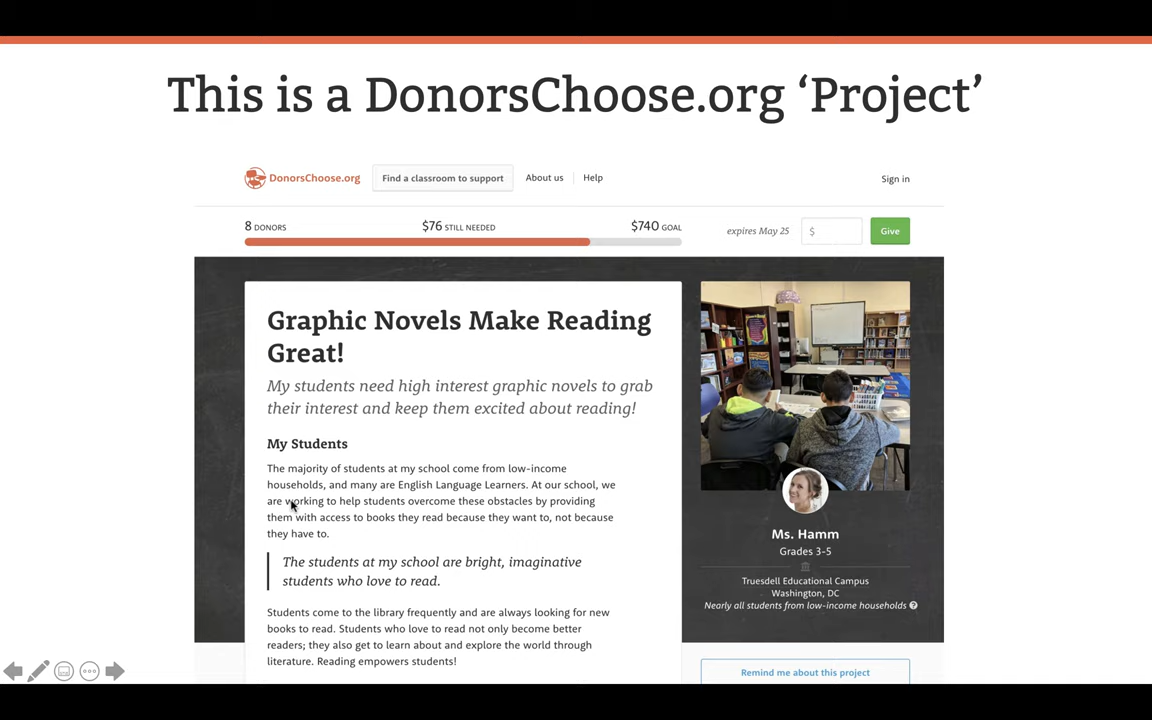 This is a DonorsChoose.org ‘Project’
DonorsChoose.org
Find a classroom to support
About us
Help
Sign in
8 DONORS
$76 STILL NEEDED
$740 GOAL
expires May 25
$
Give
Graphic Novels Make Reading
Great!
My students need high interest graphic novels to grab
their interest and keep them excited about reading!
My Students
The majority of students at my school come from low-income
households, and many are English Language Learners. At our school, we
are working to help students overcome these obstacles by providing
them with access to books they read because they want to, not because
they have to.
The students at my school are bright, imaginative
students who love to read.
Students come to the library frequently and are always looking for new
books to read. Students who love to read not only become better
readers; they also get to learn about and explore the world through
literature. Reading empowers students!
Ms. Hamm
Grades 3-5
Truesdell Educational Campus
Washington, DC
Nearly all students from low-income households ?
Remind me about this project